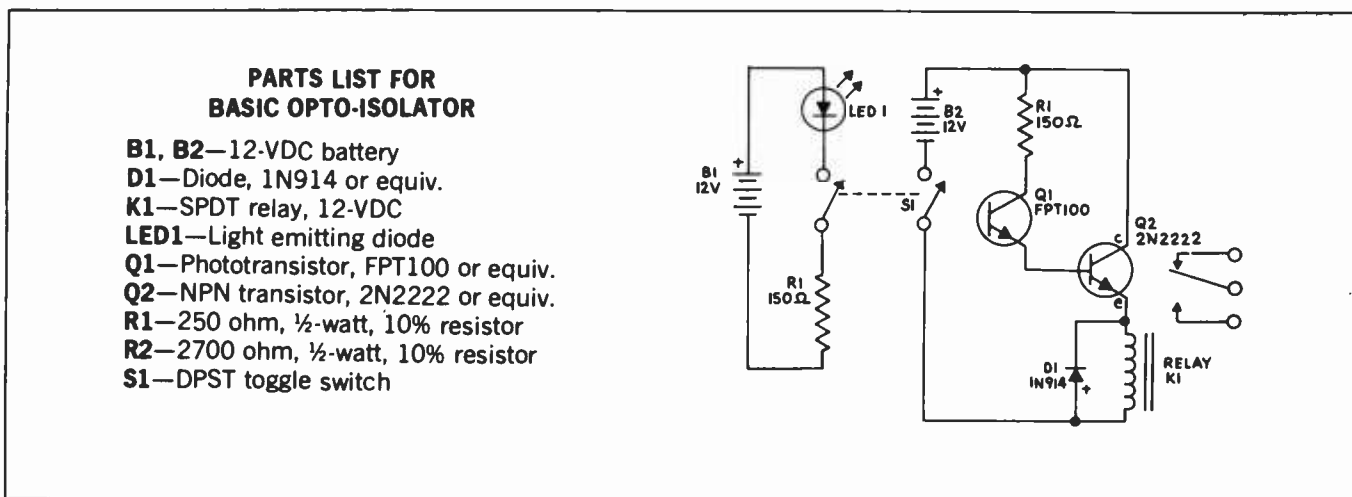 PARTS LIST FOR
BASIC OPTO-ISOLATOR
B1, B2—12-VDC battery
D1—Diode, 1N914 or equiv.
K1—SPDT relay, 12-VDC
LED1—Light emitting diode
Q1—Phototransistor, FPT100 or equiv.
Q2—NPN transistor, 2N2222 or equiv.
R1—250 ohm, ½-watt, 10% resistor
R2—2700 ohm, ½-watt, 10% resistor
S1—DPST toggle switch
+
B1
12V
LED 1
R1
150Ω
+
B2
12V
S1
R1
150Ω
Q1
FPT100
Q2
2N2222
c
e
D1
1N914
+
RELAY
K1